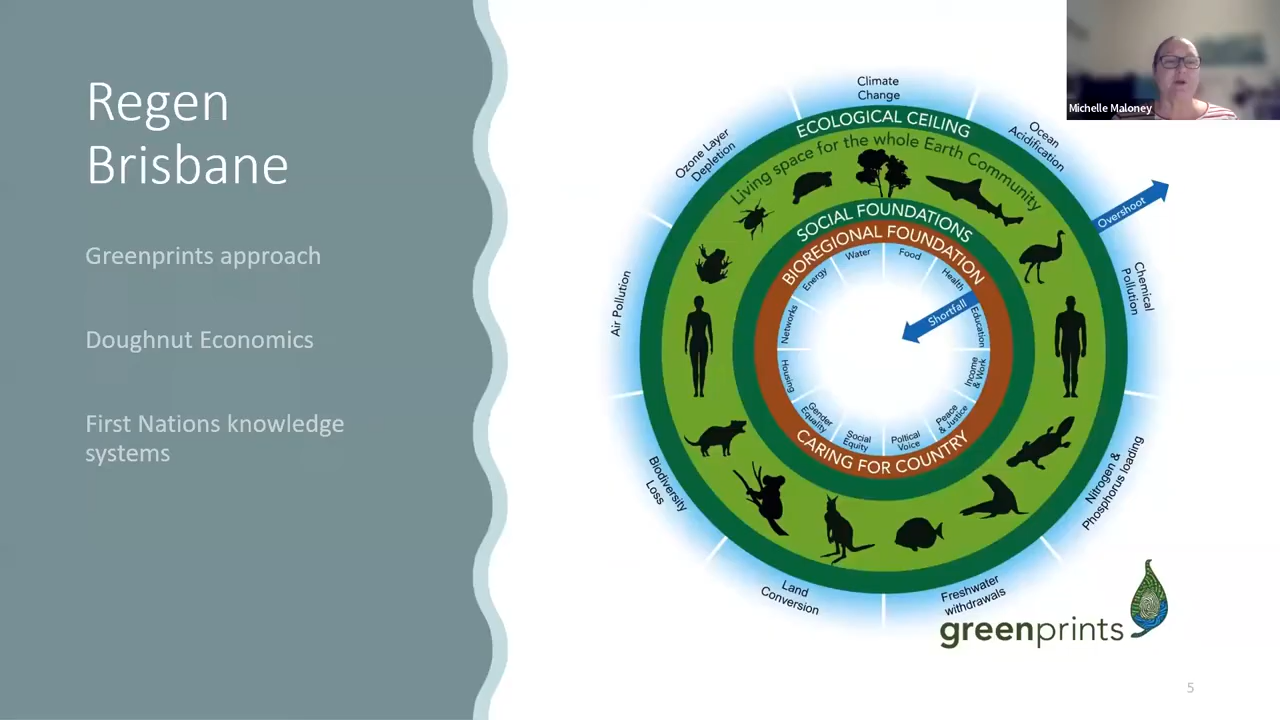 Regen
Brisbane
Greenprints approach
Doughnut Economics
First Nations knowledge
systems
Michelle Maloney
Climate
Change
Ocean
Acidification
Chemical
Pollution
Nitrogen &
Phosphorus loading
Freshwater
withdrawals
Land
Conversion
Biodiversity
Loss
Air Pollution
Ozone Layer
Depletion
Overshoot
ECOLOGICAL CEILING
Living space for the whole Earth Community
SOCIAL FOUNDATIONS
BIOREGIONAL FOUNDATION
Water
Food
Health
Shortfall
Education
Income
& Work
Peace
& Justice
Political
Voice
Social
Equity
Gender
Equality
Housing
Networks
Energy
CARING FOR COUNTRY
greenprints
5